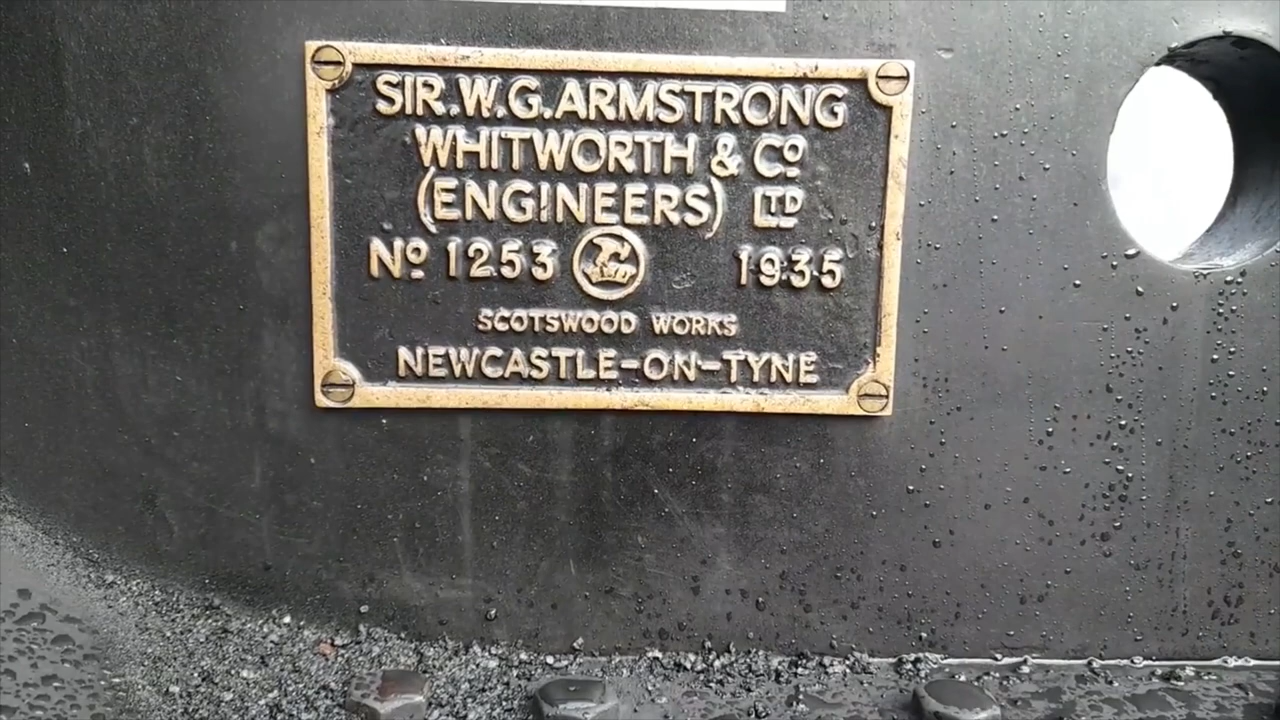 SIR.W.G.ARMSTRONG
WHITWORTH & Cº
(ENGINEERS) LTD
Nº 1253 1935
SCOTSWOOD WORKS
NEWCASTLE-ON-TYNE